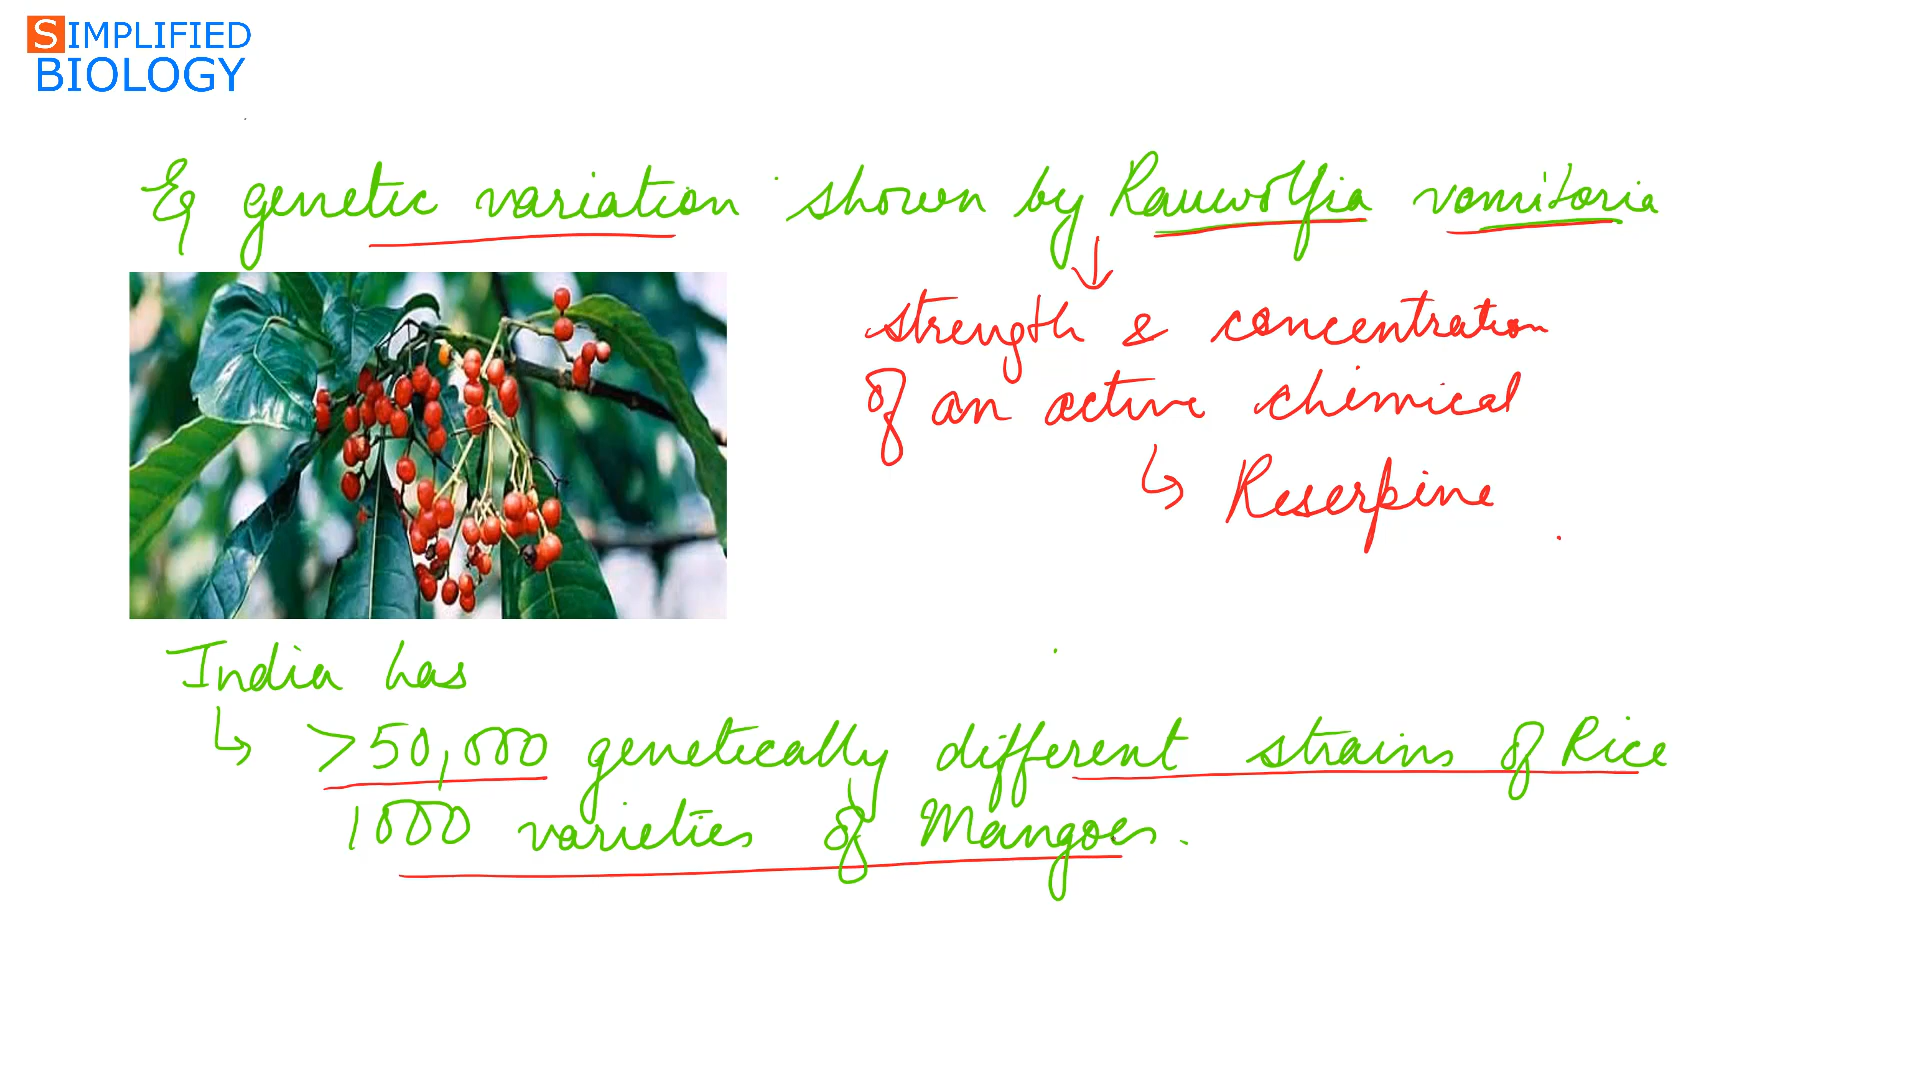 SIMPLIFIED
BIOLOGY
Eg genetic variation shown by Rauwolfia vomitoria
strength & concentration
of an active chemical
Reserpine
India has
>50,000 genetically different strains of Rice
1000 varieties of Mangoes.